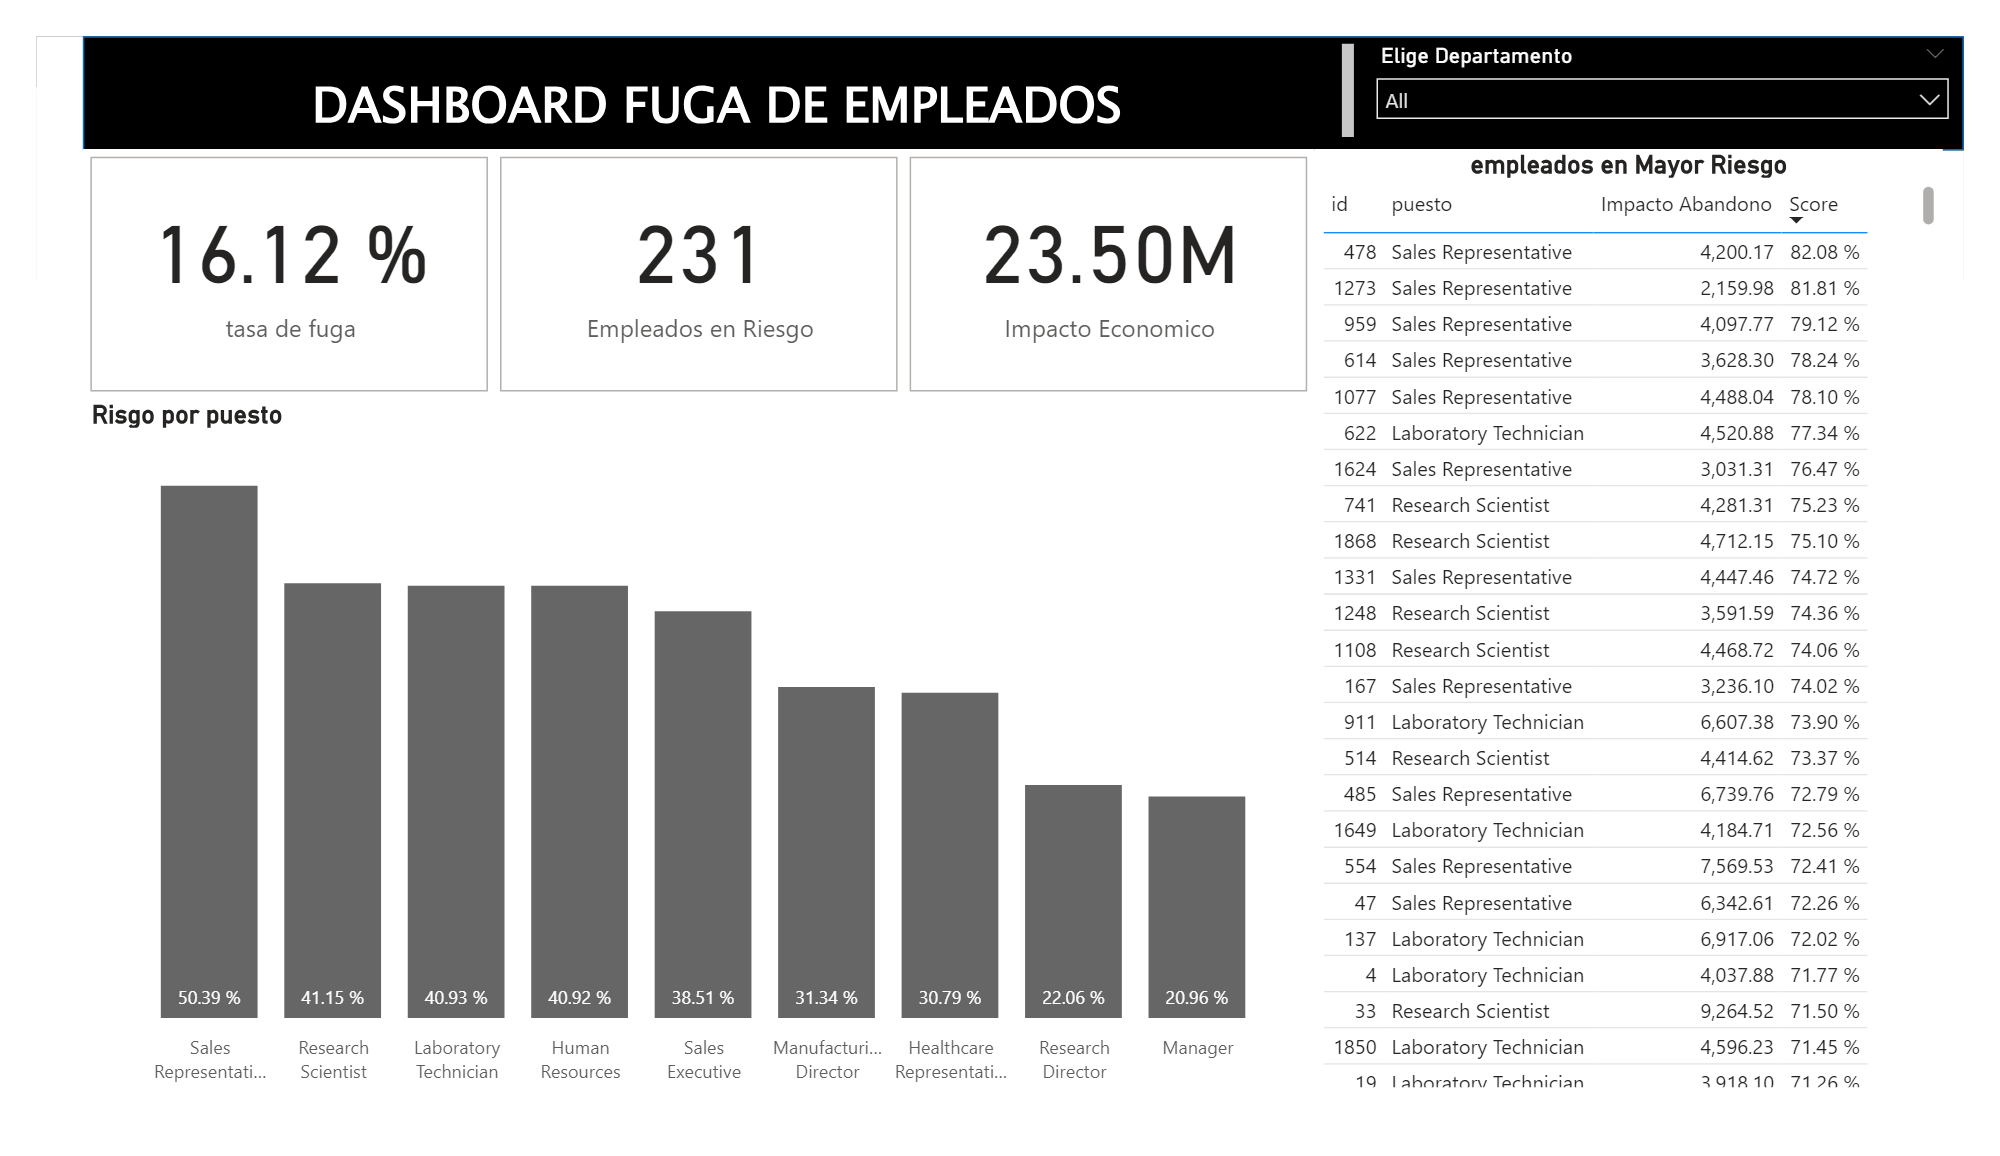 DASHBOARD FUGA DE EMPLEADOS
Elige Departamento
All
16.12 %
tasa de fuga
231
Empleados en Riesgo
23.50M
Impacto Economico
Risgo por puesto
50.39 %
41.15 %
40.93 %
40.92 %
38.51 %
31.34 %
30.79 %
22.06 %
20.96 %
Sales
Representati...
Research
Scientist
Laboratory
Technician
Human
Resources
Sales
Executive
Manufacturi...
Director
Healthcare
Representati...
Research
Director
Manager
empleados en Mayor Riesgo
id puesto Impacto Abandono Score
478 Sales Representative 4,200.17 82.08 %
1273 Sales Representative 2,159.98 81.81 %
959 Sales Representative 4,097.77 79.12 %
614 Sales Representative 3,628.30 78.24 %
1077 Sales Representative 4,488.04 78.10 %
622 Laboratory Technician 4,520.88 77.34 %
1624 Sales Representative 3,031.31 76.47 %
741 Research Scientist 4,281.31 75.23 %
1868 Research Scientist 4,712.15 75.10 %
1331 Sales Representative 4,447.46 74.72 %
1248 Research Scientist 3,591.59 74.36 %
1108 Research Scientist 4,468.72 74.06 %
167 Sales Representative 3,236.10 74.02 %
911 Laboratory Technician 6,607.38 73.90 %
514 Research Scientist 4,414.62 73.37 %
485 Sales Representative 6,739.76 72.79 %
1649 Laboratory Technician 4,184.71 72.56 %
554 Sales Representative 7,569.53 72.41 %
47 Sales Representative 6,342.61 72.26 %
137 Laboratory Technician 6,917.06 72.02 %
4 Laboratory Technician 4,037.88 71.77 %
33 Research Scientist 9,264.52 71.50 %
1850 Laboratory Technician 4,596.23 71.45 %
19 Laboratory Technician 3,918.10 71.26 %